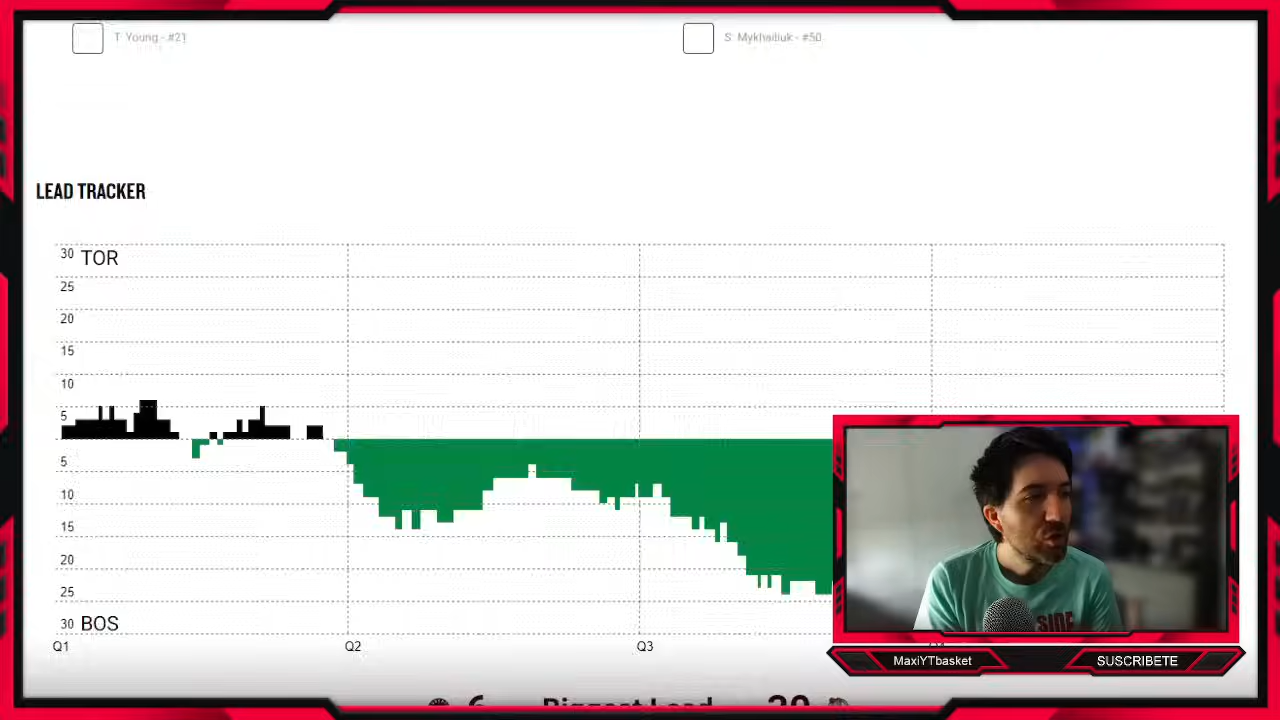 T. Young - #21
S. Mykhailiuk - #50
LEAD TRACKER
30 TOR
25
20
15
10
5
5
10
15
20
25
30 BOS
Q1 Q2 Q3
SIDE
MaxiYTbasket
SUSCRIBETE